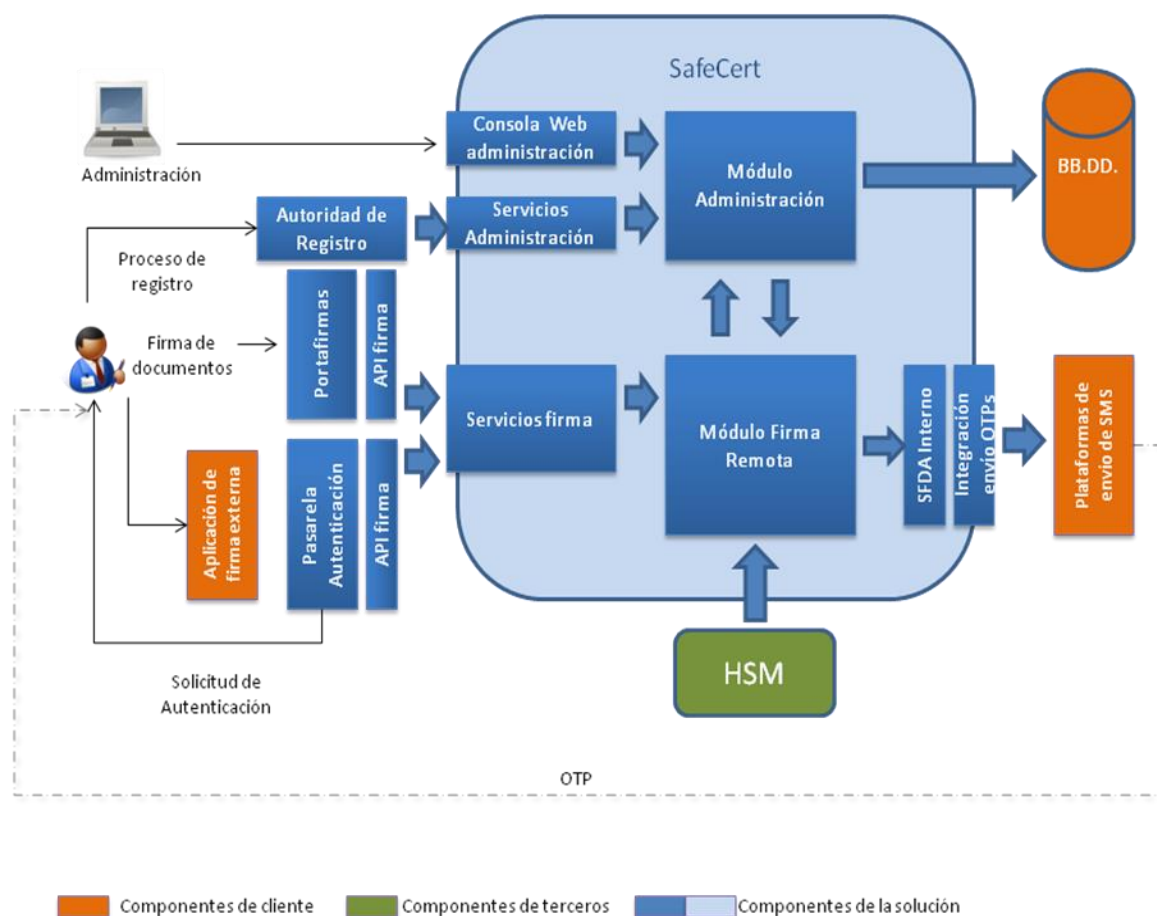 SafeCert
Consola Web
administración
Módulo
Administración
BB.DD.
Administración
Autoridad de
Registro
Servicios
Administración
Proceso de
registro
Portafirmas
API firma
Firma de
documentos
Servicios firma
Módulo Firma
Remota
SFDA Interno
Integración
envío OTPs
Plataformas de
envio de SMS
Aplicación de
firma externa
Pasarela
Autenticación
API firma
HSM
Solicitud de
Autenticación
OTP
Componentes de cliente
Componentes de terceros
Componentes de la solución